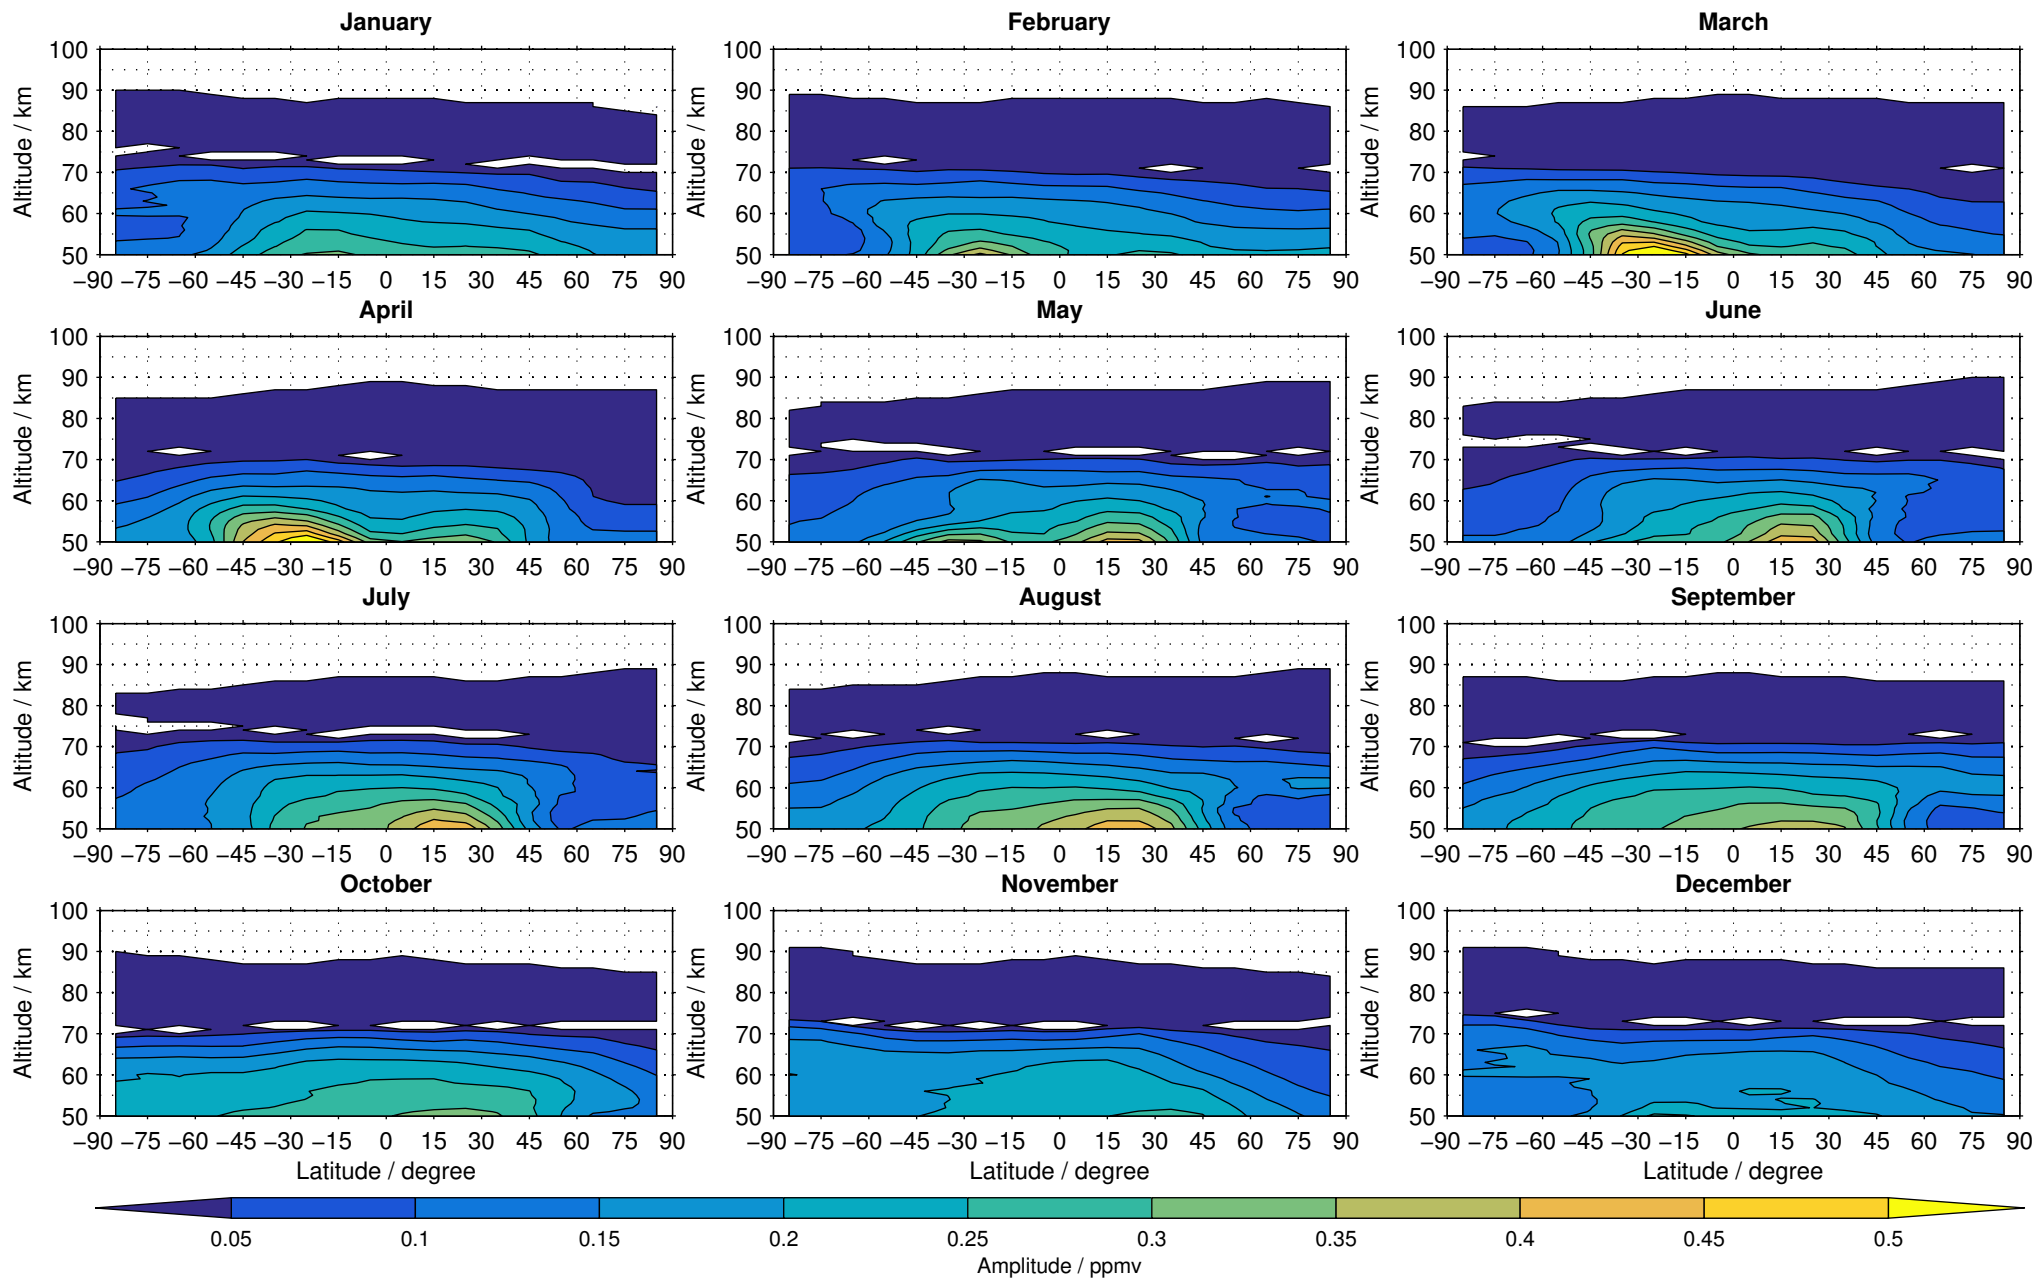 January February March
100 100 100
90 90 90
80 80 80
70 70 70
60 60 60
50 50 50
Altitude / km Altitude / km Altitude / km
−90 −75 −60 −45 −30 −15 0 15 30 45 60 75 90 −90 −75 −60 −45 −30 −15 0 15 30 45 60 75 90 −90 −75 −60 −45 −30 −15 0 15 30 45 60 75 90
April May June
100 100 100
90 90 90
80 80 80
70 70 70
60 60 60
50 50 50
Altitude / km Altitude / km Altitude / km
−90 −75 −60 −45 −30 −15 0 15 30 45 60 75 90 −90 −75 −60 −45 −30 −15 0 15 30 45 60 75 90 −90 −75 −60 −45 −30 −15 0 15 30 45 60 75 90
July August September
100 100 100
90 90 90
80 80 80
70 70 70
60 60 60
50 50 50
Altitude / km Altitude / km Altitude / km
−90 −75 −60 −45 −30 −15 0 15 30 45 60 75 90 −90 −75 −60 −45 −30 −15 0 15 30 45 60 75 90 −90 −75 −60 −45 −30 −15 0 15 30 45 60 75 90
October November December
100 100 100
90 90 90
80 80 80
70 70 70
60 60 60
50 50 50
Altitude / km Altitude / km Altitude / km
−90 −75 −60 −45 −30 −15 0 15 30 45 60 75 90 −90 −75 −60 −45 −30 −15 0 15 30 45 60 75 90 −90 −75 −60 −45 −30 −15 0 15 30 45 60 75 90
Latitude / degree Latitude / degree Latitude / degree
0.05 0.1 0.15 0.2 0.25 0.3 0.35 0.4 0.45 0.5
Amplitude / ppmv